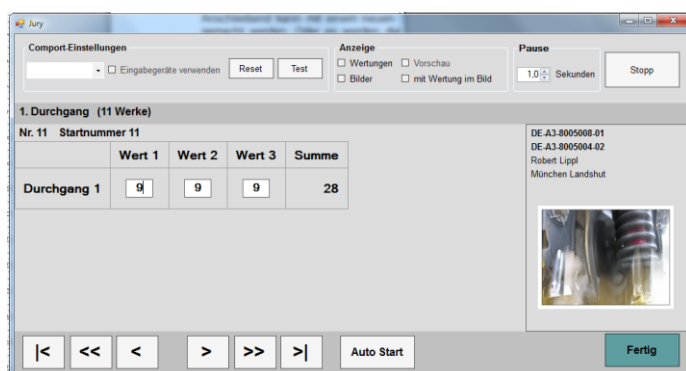 Jury
Comport-Einstellungen
Eingabegeräte verwenden Reset Test
Anzeige
Wertungen Vorschau
Bilder mit Wertung im Bild
Pause
1,0 Sekunden
Stopp
1. Durchgang (11 Werke)
Nr. 11 Startnummer 11
Wert 1 Wert 2 Wert 3 Summe
Durchgang 1 9 9 9 28
DE-A3-8005008-01
DE-A3-8005004-02
Robert Lippl
München Landshut
|< << < > >> >| Auto Start Fertig